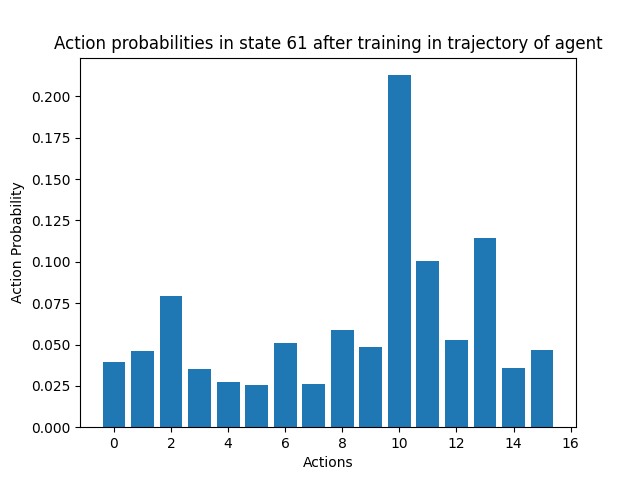 Action probabilities in state 61 after training in trajectory of agent
0.200
0.175
0.150
0.125
0.100
0.075
0.050
0.025
0.000
Action Probability
0 2 4 6 8 10 12 14 16
Actions